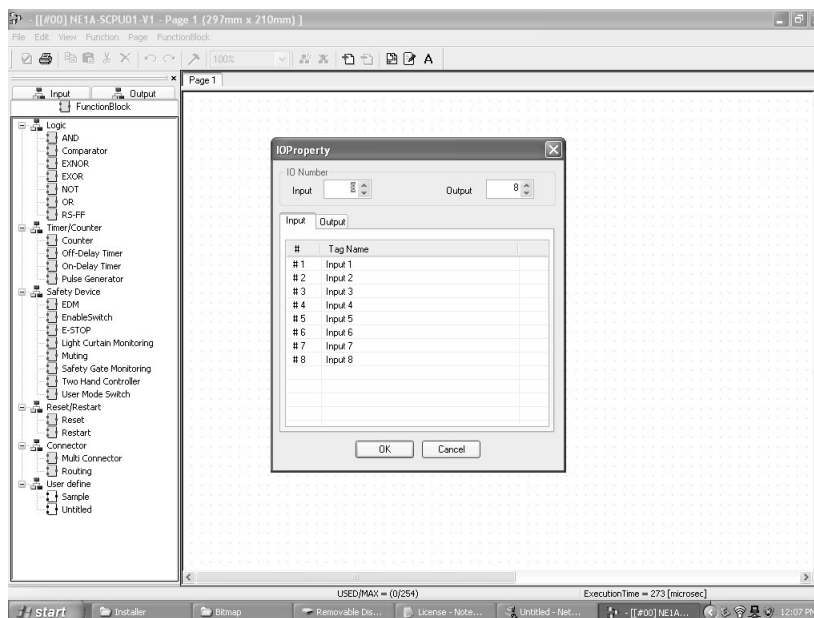 - [[#00] NE1A-SCPU01-V1 - Page 1 (297mm x 210mm) ]
File Edit View Function Page FunctionBlock
100%
A
Page 1
Input Output
FunctionBlock
Logic
AND
Comparator
EXNOR
EXOR
NOT
OR
RS-FF
Timer/Counter
Counter
Off-Delay Timer
On-Delay Timer
Pulse Generator
Safety Device
EDM
EnableSwitch
E-STOP
Light Curtain Monitoring
Muting
Safety Gate Monitoring
Two Hand Controller
User Mode Switch
Reset/Restart
Reset
Restart
Connector
Multi Connector
Routing
User define
Sample
Untitled
IOProperty
IO Number
Input 8 Output 8
Input Output
# Tag Name
# 1 Input 1
# 2 Input 2
# 3 Input 3
# 4 Input 4
# 5 Input 5
# 6 Input 6
# 7 Input 7
# 8 Input 8
OK Cancel
USED/MAX = (0/254) ExecutionTime = 273 [microsec]
start Installer Bitmap Removable Dis... License - Note... Untitled - Net... - [[#00] NE1A... 12:07 PM